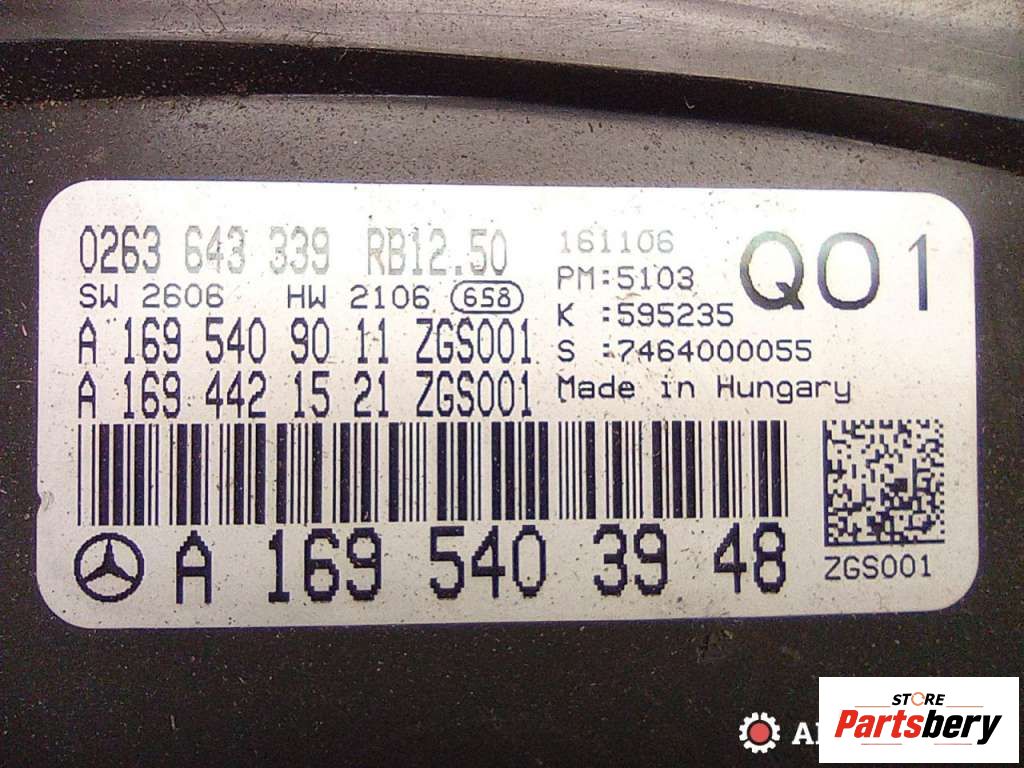 0263 643 339 RB12.50
SW 2606 HW 2106 658
A 169 540 90 11 ZGS001
A 169 442 15 21 ZGS001
161106
PM:5103
K :595235
S :7464000055
Made in Hungary
Q01
A 169 540 39 48
ZGS001
STORE
Partsbery